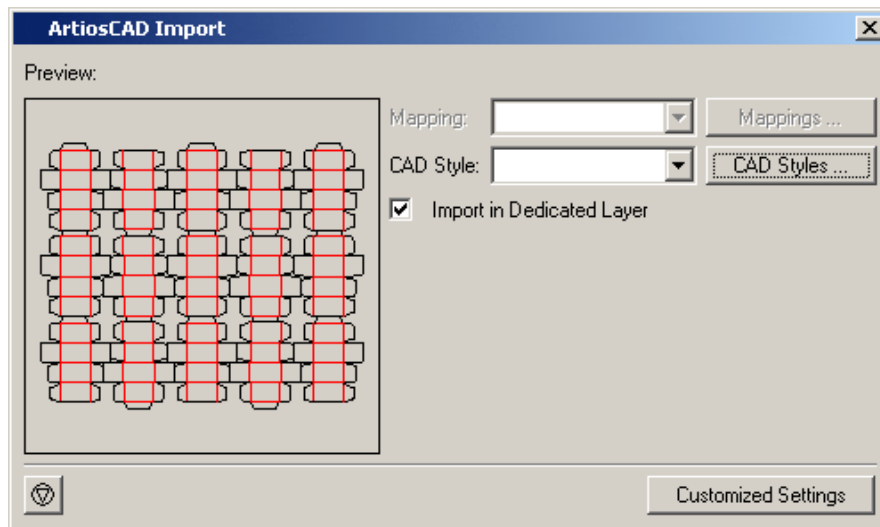 ArtiosCAD Import
Preview:
Mapping: Mappings ...
CAD Style: CAD Styles ...
Import in Dedicated Layer
Customized Settings